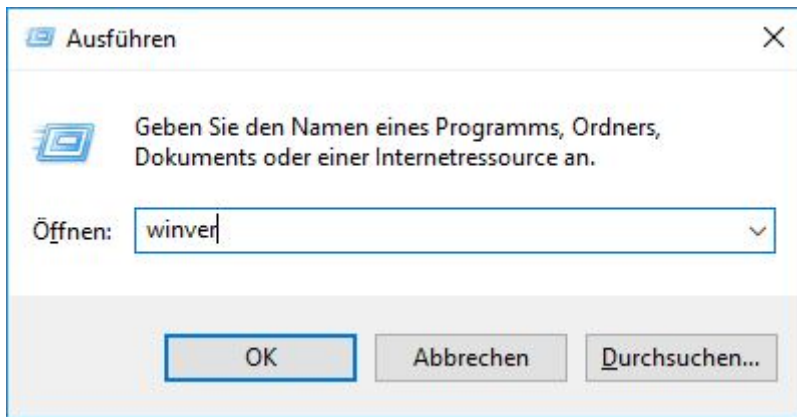 Ausführen
Geben Sie den Namen eines Programms, Ordners,
Dokuments oder einer Internetressource an.
Öffnen: winver
OK Abbrechen Durchsuchen...